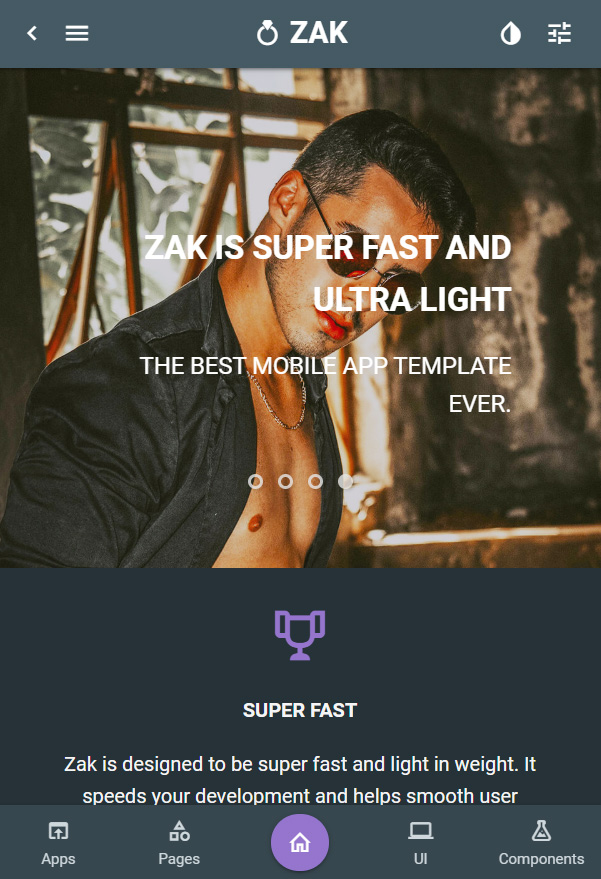 ZAK
ZAK IS SUPER FAST AND
ULTRA LIGHT
THE BEST MOBILE APP TEMPLATE
EVER.
SUPER FAST
Zak is designed to be super fast and light in weight. It
speeds your development and helps smooth user
Apps
Pages
UI
Components